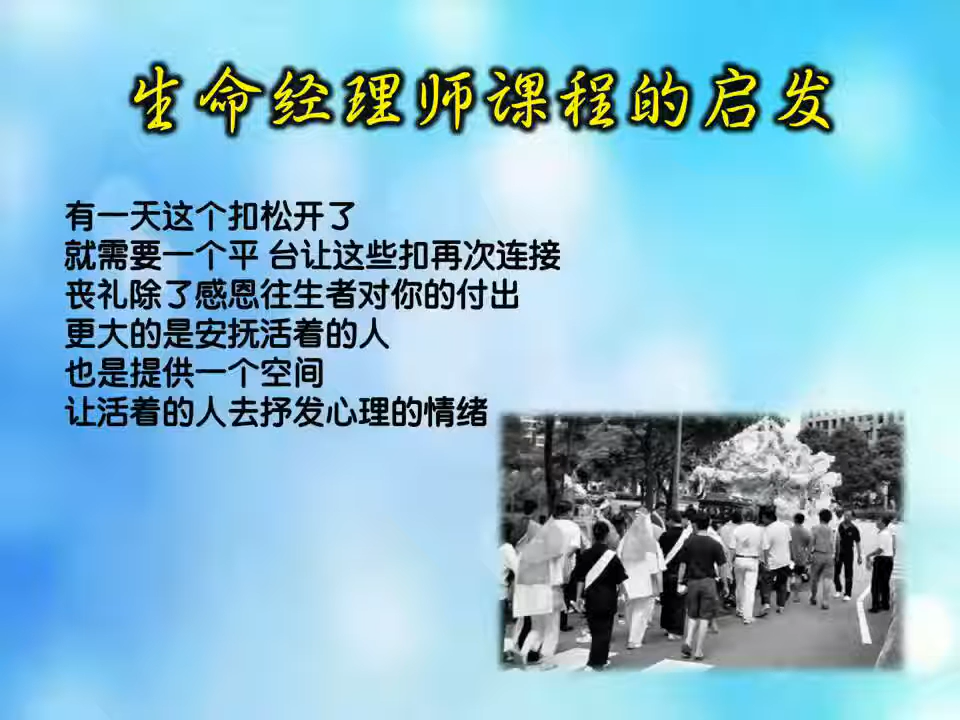 生命经理师课程的启发
有一天这个扣松开了
就需要一个平 台让这些扣再次连接
丧礼除了感恩往生者对你的付出
更大的是安抚活着的人
也是提供一个空间
让活着的人去抒发心理的情绪